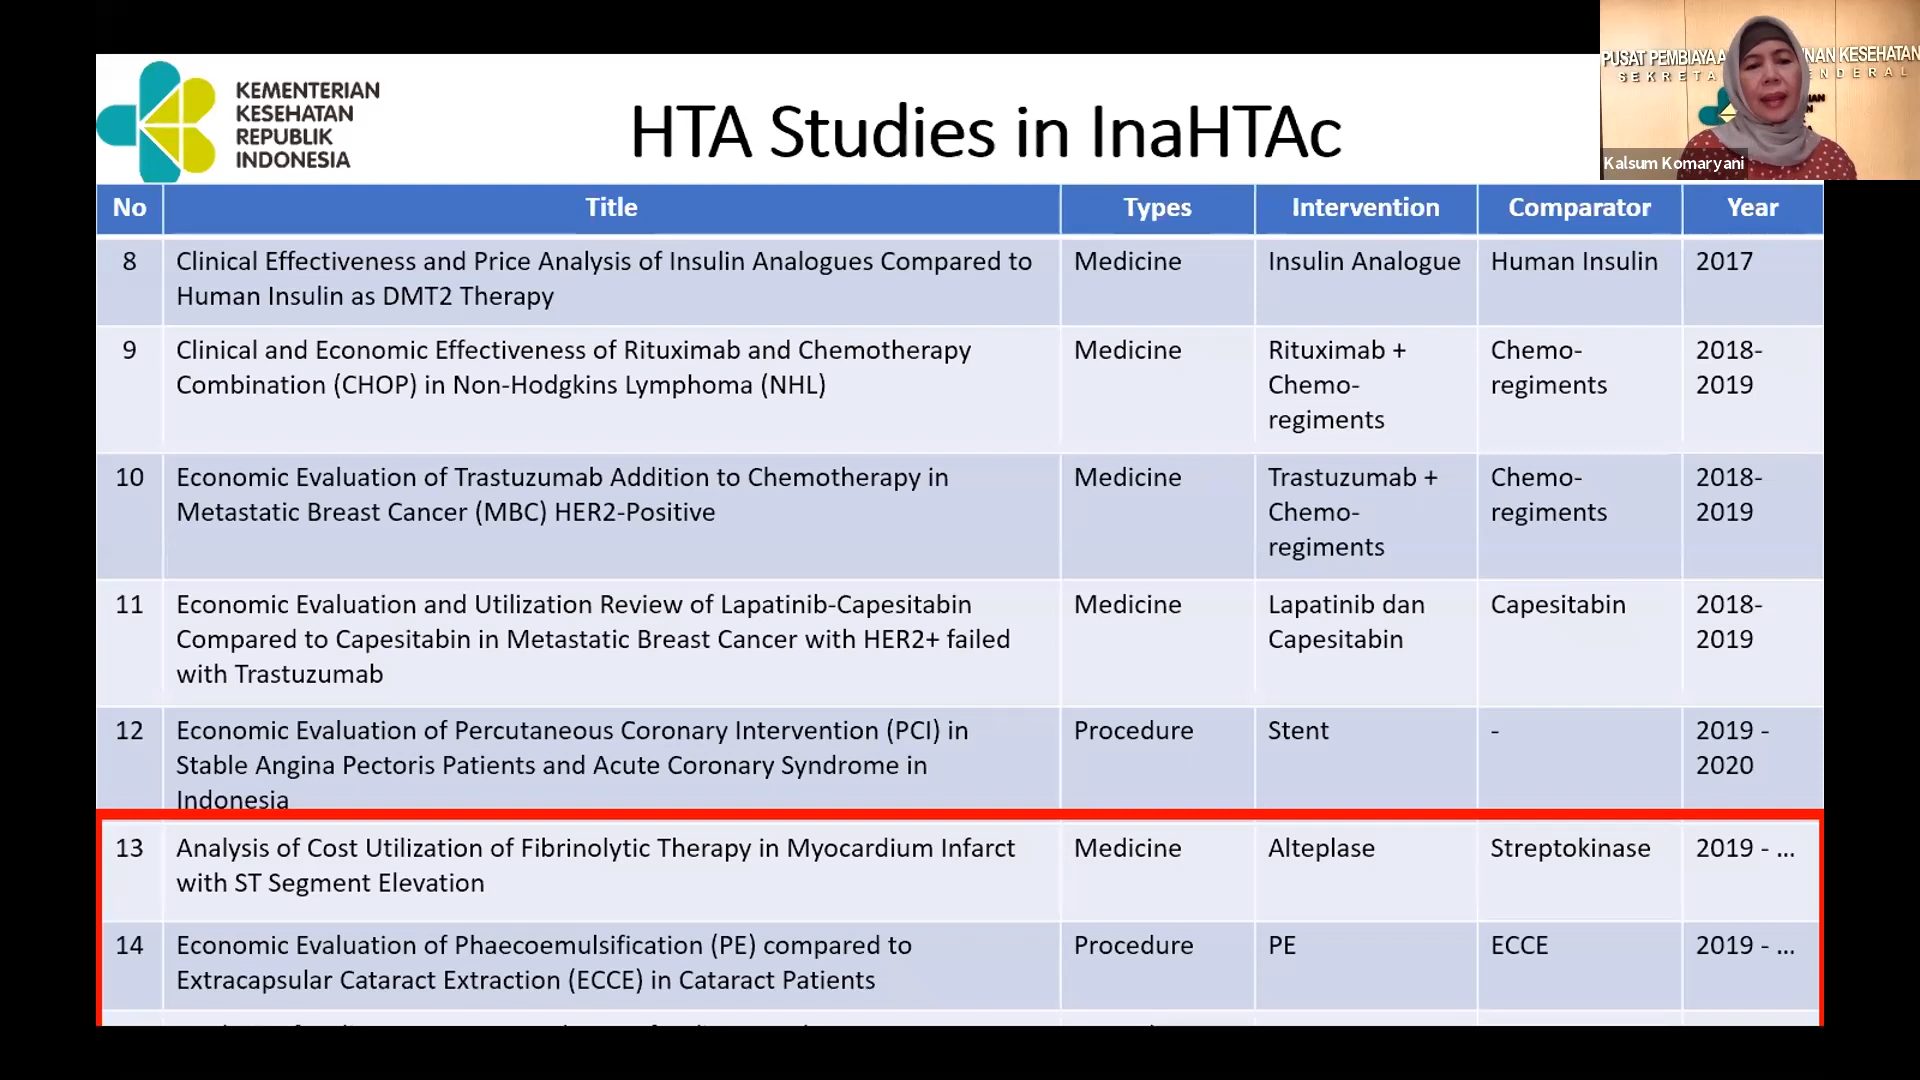 KEMENTERIAN
KESEHATAN
REPUBLIK
INDONESIA
HTA Studies in InaHTAc
PUSAT PEMBIAYAA NAN KESEHATAN
SEKRETA ENDERAL
Kalsum Komaryani
No Title Types Intervention Comparator Year
8 Clinical Effectiveness and Price Analysis of Insulin Analogues Compared to Medicine Insulin Analogue Human Insulin 2017
Human Insulin as DMT2 Therapy
9 Clinical and Economic Effectiveness of Rituximab and Chemotherapy Medicine Rituximab + Chemo- 2018-
Combination (CHOP) in Non-Hodgkins Lymphoma (NHL) Chemo- regiments 2019
regiments
10 Economic Evaluation of Trastuzumab Addition to Chemotherapy in Medicine Trastuzumab + Chemo- 2018-
Metastatic Breast Cancer (MBC) HER2-Positive Chemo- regiments 2019
regiments
11 Economic Evaluation and Utilization Review of Lapatinib-Capesitabin Medicine Lapatinib dan Capesitabin 2018-
Compared to Capesitabin in Metastatic Breast Cancer with HER2+ failed Capesitabin 2019
with Trastuzumab
12 Economic Evaluation of Percutaneous Coronary Intervention (PCI) in Procedure Stent - 2019 -
Stable Angina Pectoris Patients and Acute Coronary Syndrome in 2020
Indonesia
13 Analysis of Cost Utilization of Fibrinolytic Therapy in Myocardium Infarct Medicine Alteplase Streptokinase 2019 - ...
with ST Segment Elevation
14 Economic Evaluation of Phaecoemulsification (PE) compared to Procedure PE ECCE 2019 - ...
Extracapsular Cataract Extraction (ECCE) in Cataract Patients